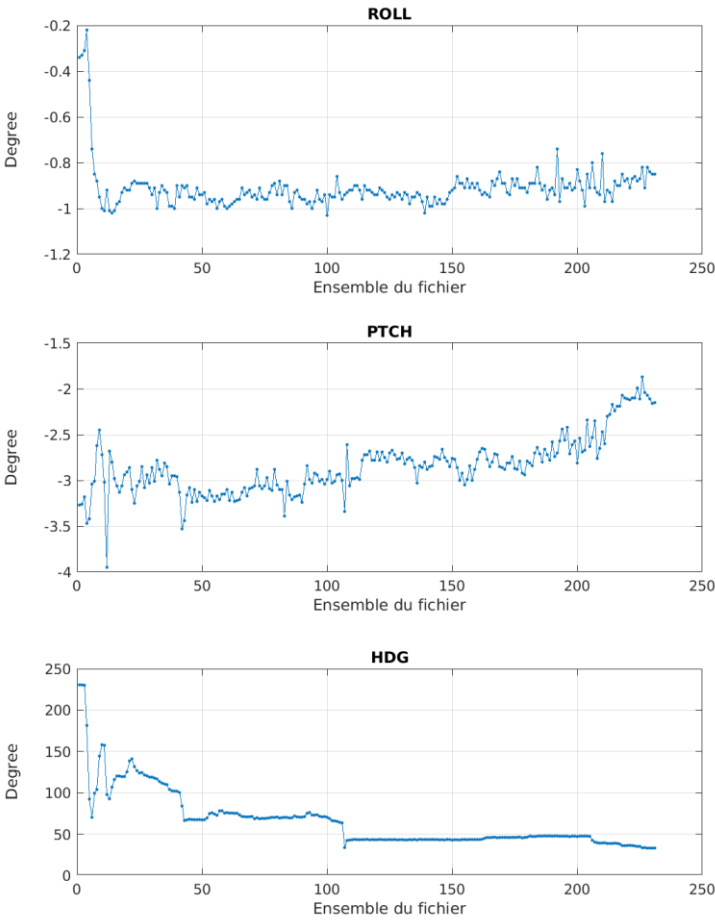 ROLL
-0.2
-0.4
-0.6
-0.8
-1
-1.2
Degree
0 50 100 150 200 250
Ensemble du fichier
PTCH
-1.5
-2
-2.5
-3
-3.5
-4
Degree
0 50 100 150 200 250
Ensemble du fichier
HDG
250
200
150
100
50
0
Degree
0 50 100 150 200 250
Ensemble du fichier